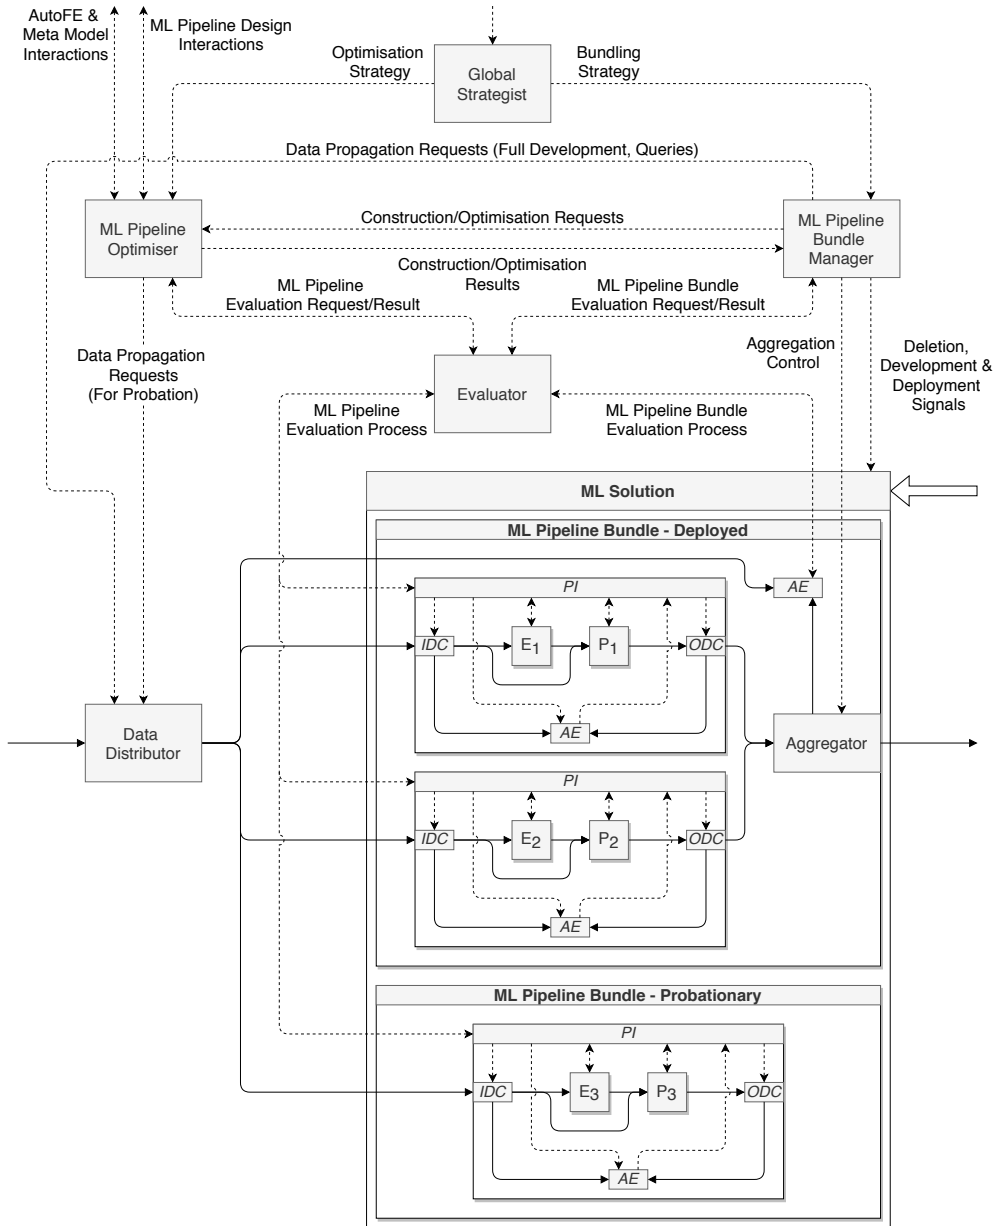 AutoFE &
Meta Model
Interactions
ML Pipeline Design
Interactions
Optimisation
Strategy
Global
Strategist
Bundling
Strategy
Data Propagation Requests (Full Development, Queries)
ML Pipeline
Optimiser
Construction/Optimisation Requests
ML Pipeline
Bundle
Manager
Construction/Optimisation
Results
ML Pipeline
Evaluation Request/Result
ML Pipeline Bundle
Evaluation Request/Result
Data Propagation
Requests
(For Probation)
Evaluator
Aggregation
Control
Deletion,
Development &
Deployment
Signals
ML Pipeline
Evaluation Process
ML Pipeline Bundle
Evaluation Process
ML Solution
ML Pipeline Bundle - Deployed
PI
AE
IDC
E1
P1
ODC
AE
Data
Distributor
Aggregator
PI
IDC
E2
P2
ODC
AE
ML Pipeline Bundle - Probationary
PI
IDC
E3
P3
ODC
AE